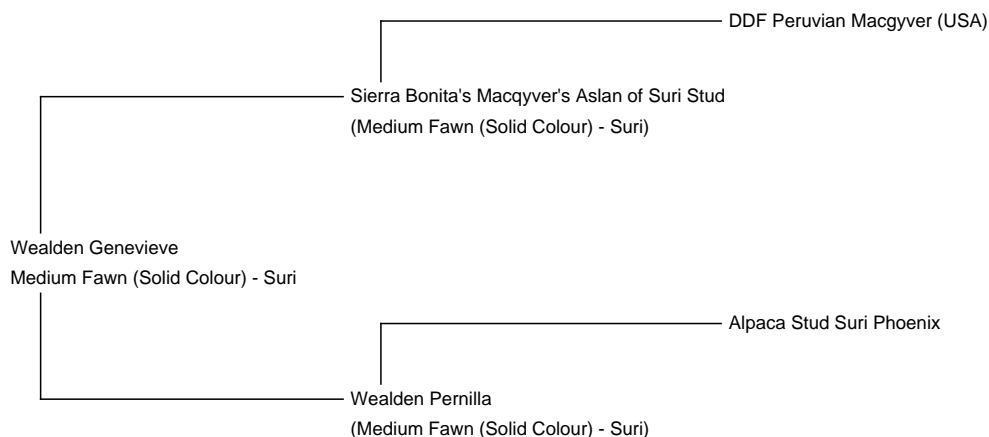 DDF Peruvian Macgyver (USA)
Sierra Bonita's Macqyver's Aslan of Suri Stud
(Medium Fawn (Solid Colour) - Suri)
Wealden Genevieve
Medium Fawn (Solid Colour) - Suri
Alpaca Stud Suri Phoenix
Wealden Pernilla
(Medium Fawn (Solid Colour) - Suri)